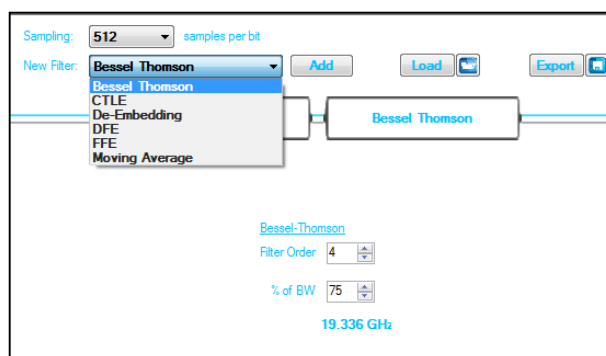 Sampling: 512 samples per bit
New Filter: Bessel Thomson Add Load Export
Bessel Thomson
CTLE
De-Embedding
DFE
FFE
Moving Average
Bessel Thomson
Bessel-Thomson
Filter Order 4
% of BW 75
19.336 GHz